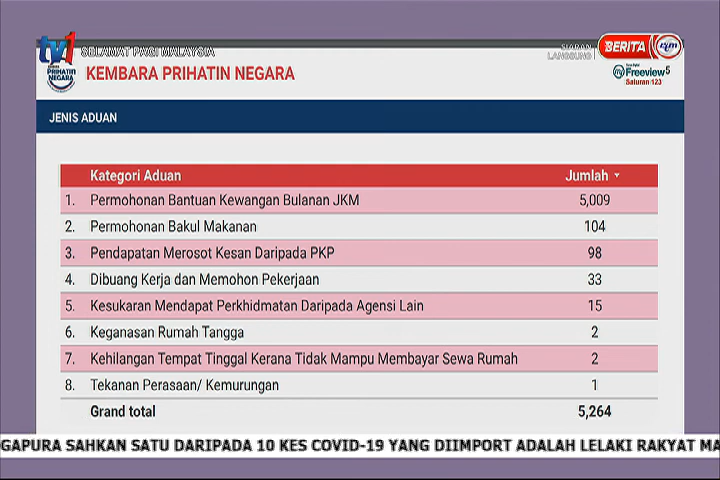 tv1
SELAMAT PAGI MALAYSIA
SIARAN
LANGSUNG
BERITA rtm
PRIHATIN
NEGARA
KEMBARA PRIHATIN NEGARA
my Freeview
Saluran 123
JENIS ADUAN
Kategori Aduan Jumlah
1. Permohonan Bantuan Kewangan Bulanan JKM 5,009
2. Permohonan Bakul Makanan 104
3. Pendapatan Merosot Kesan Daripada PKP 98
4. Dibuang Kerja dan Memohon Pekerjaan 33
5. Kesukaran Mendapat Perkhidmatan Daripada Agensi Lain 15
6. Keganasan Rumah Tangga 2
7. Kehilangan Tempat Tinggal Kerana Tidak Mampu Membayar Sewa Rumah 2
8. Tekanan Perasaan/ Kemurungan 1
Grand total 5,264
GAPURA SAHKAN SATU DARIPADA 10 KES COVID-19 YANG DIIMPORT ADALAH LELAKI RAKYAT MA